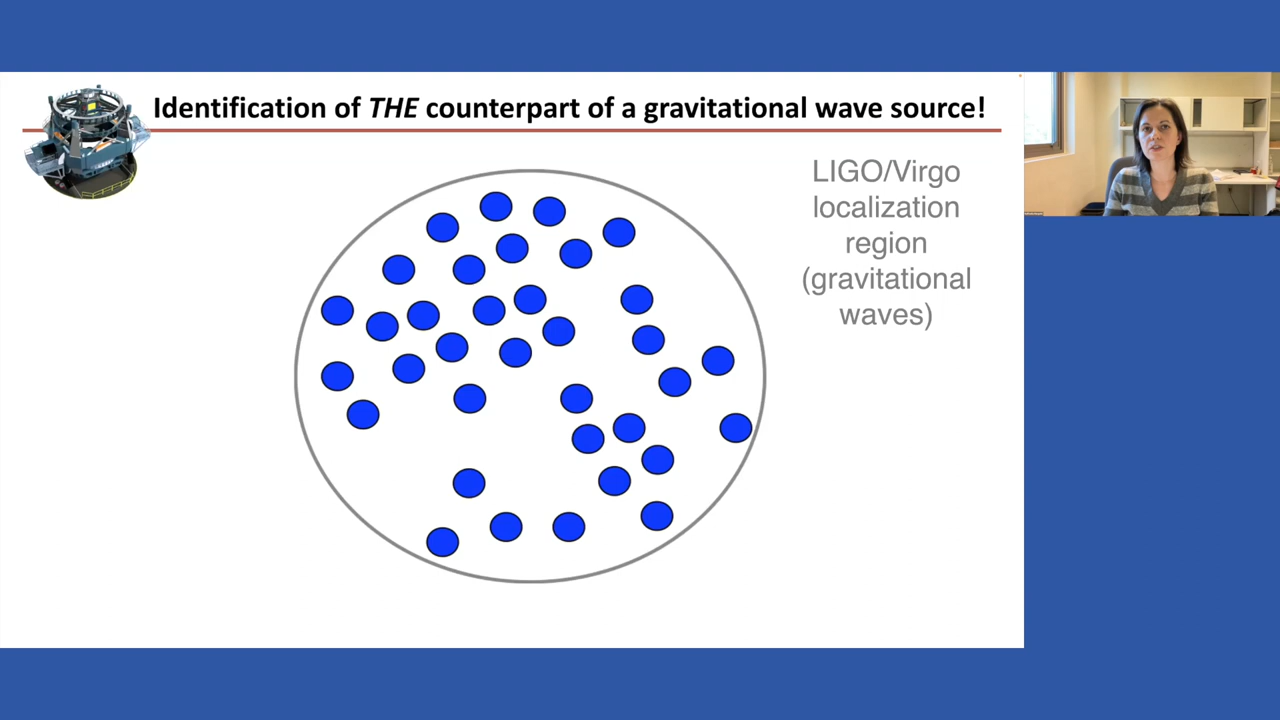 Identification of THE counterpart of a gravitational wave source!
LIGO/Virgo
localization
region
(gravitational
waves)